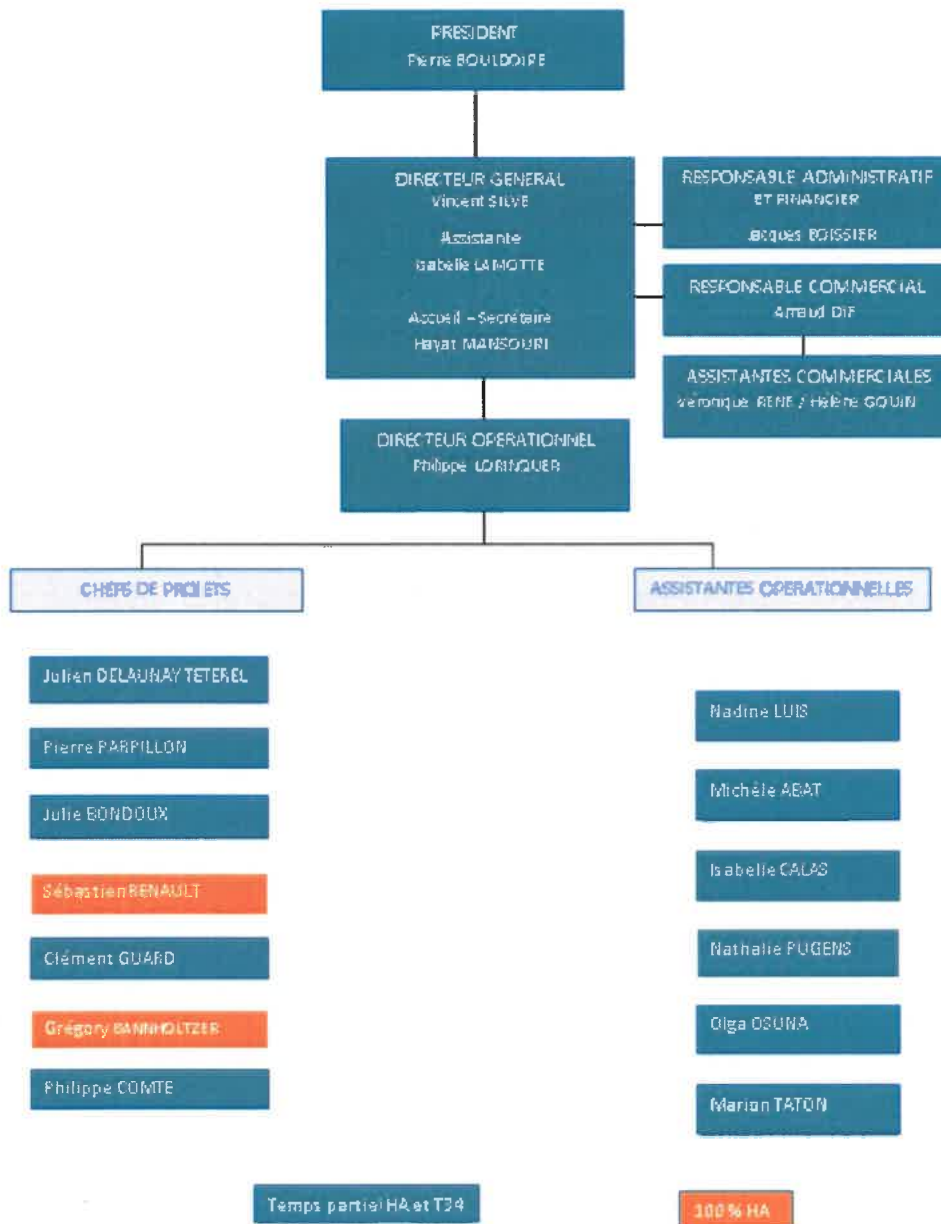 PRESIDENT
Pierre BOULDOIRE
DIRECTEUR GENERAL
Vincent SILVE
Assistante
Isabelle LAMOTTE
Accueil – Secrétaire
Hayat MANSOURI
RESPONSABLE ADMINISTRATIF
ET FINANCIER
Jacques BOISSIER
RESPONSABLE COMMERCIAL
Arnaud DIF
ASSISTANTES COMMERCIALES
Véronique RENE / Hélène GOUIN
DIRECTEUR OPERATIONNEL
Philippe LORINQUER
CHEFS DE PROJETS
Julien DELAUNAY TETEREL
Pierre PARPILLON
Julie BONDOUX
Sébastien RENAULT
Clément GUARD
Grégory BANNHOLTZER
Philippe COMTE
ASSISTANTES OPERATIONNELLES
Nadine LUIS
Michèle ABAT
Isabelle CALAS
Nathalie PUGENS
Olga OSUNA
Marion TATON
Temps partiel HA et T34
100 % HA